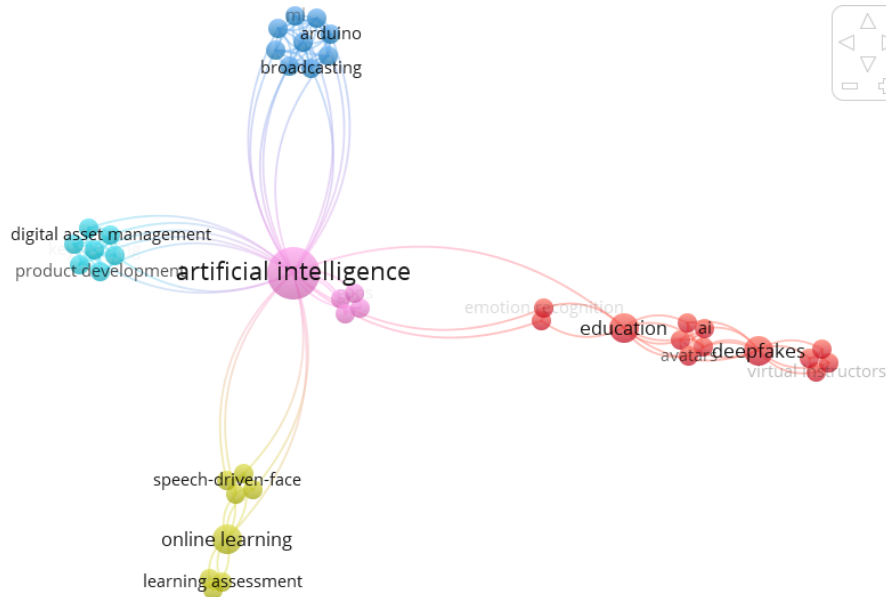 ml
arduino
broadcasting
digital asset management
product development
artificial intelligence
emotion recognition
education
ai
deepfakes
avatars
virtual instructors
speech-driven-face
online learning
learning assessment